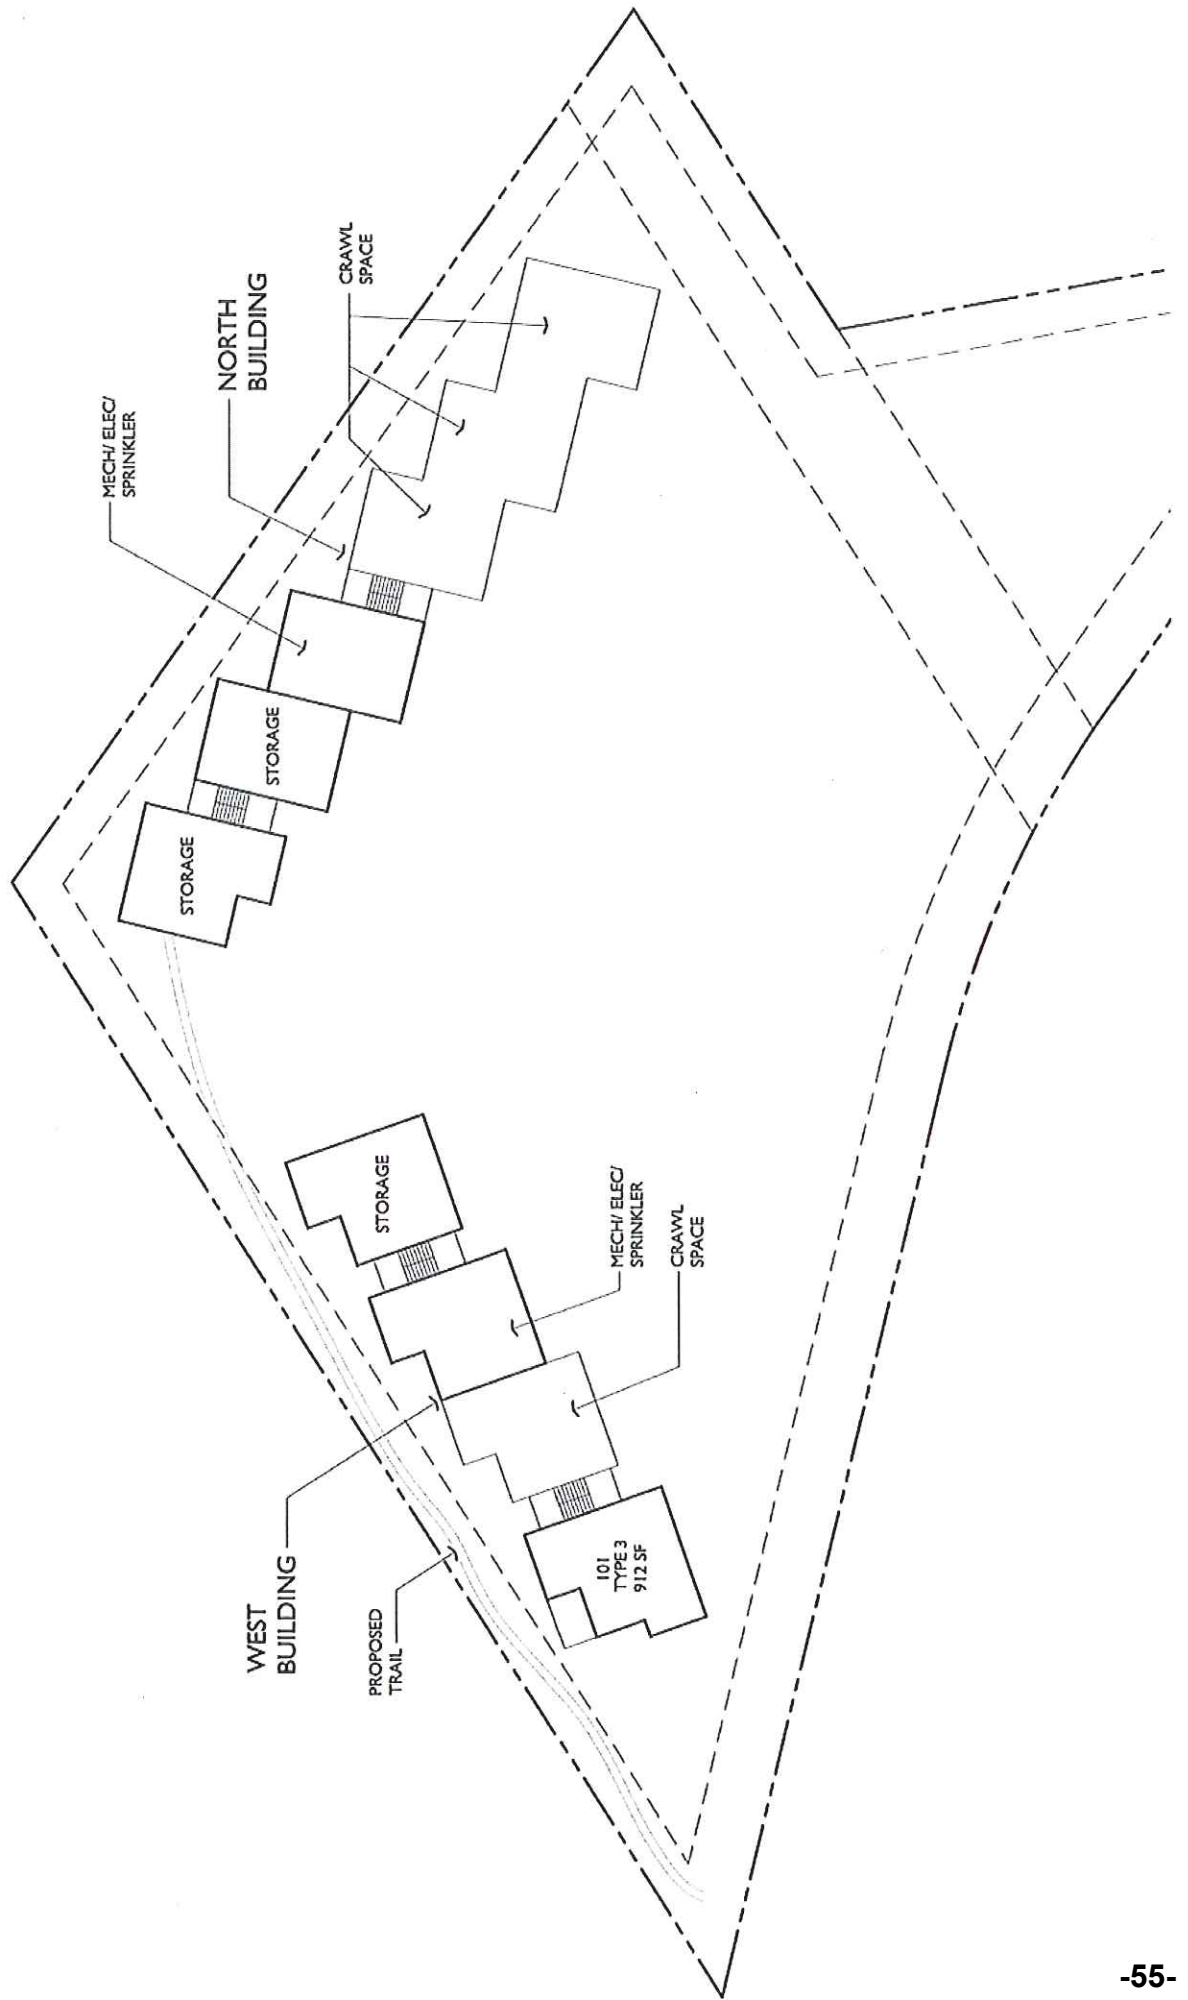 MECH/ ELEC/
SPRINKLER
NORTH
BUILDING
CRAWL
SPACE
STORAGE
STORAGE
STORAGE
MECH/ ELEC/
SPRINKLER
CRAWL
SPACE
WEST
BUILDING
PROPOSED
TRAIL
101
TYPE 3
912 SF
-55-